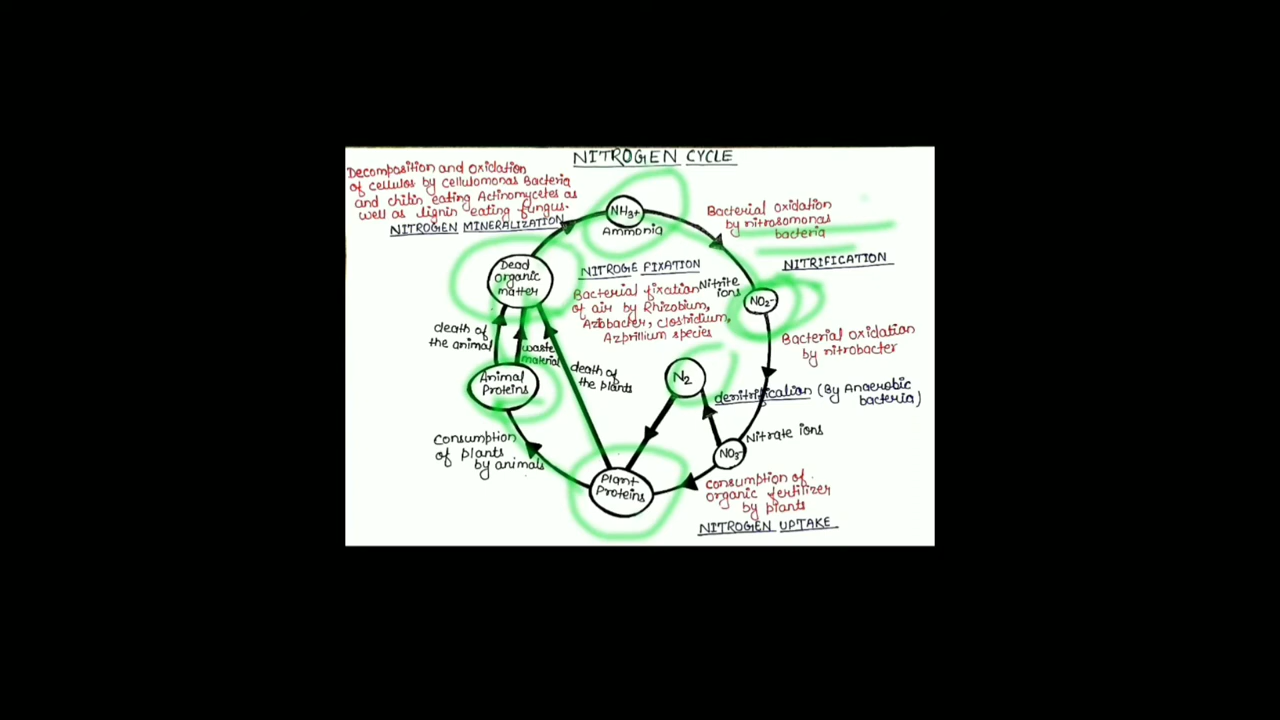 NITROGEN CYCLE
Decomposition and oxidation
of cellulos by cellulomonas Bacteria
and chitin eating Actinomycetes as
well as lignin eating fungus.
NITROGEN MINERALIZATION
NH3+
Ammonia
Bacterial oxidation
by nitrosomonas
bacteria
NITRIFICATION
Dead
organic
matter
NITROGE FIXATION
Bacterial fixation
of air by Rhizobium,
Aztobacter, clostridium,
Azprillium species
Nitrite
ions
NO2-
Bacterial oxidation
by nitrobacter
death of
the animal
waste
material
death of
the plants
N2
Animal
Proteins
denitrification (By Anaerobic
bacteria)
Consumption
of plants
by animals
Nitrate ions
NO3-
Plant
Proteins
consumption of
organic fertilizer
by plants
NITROGEN UPTAKE